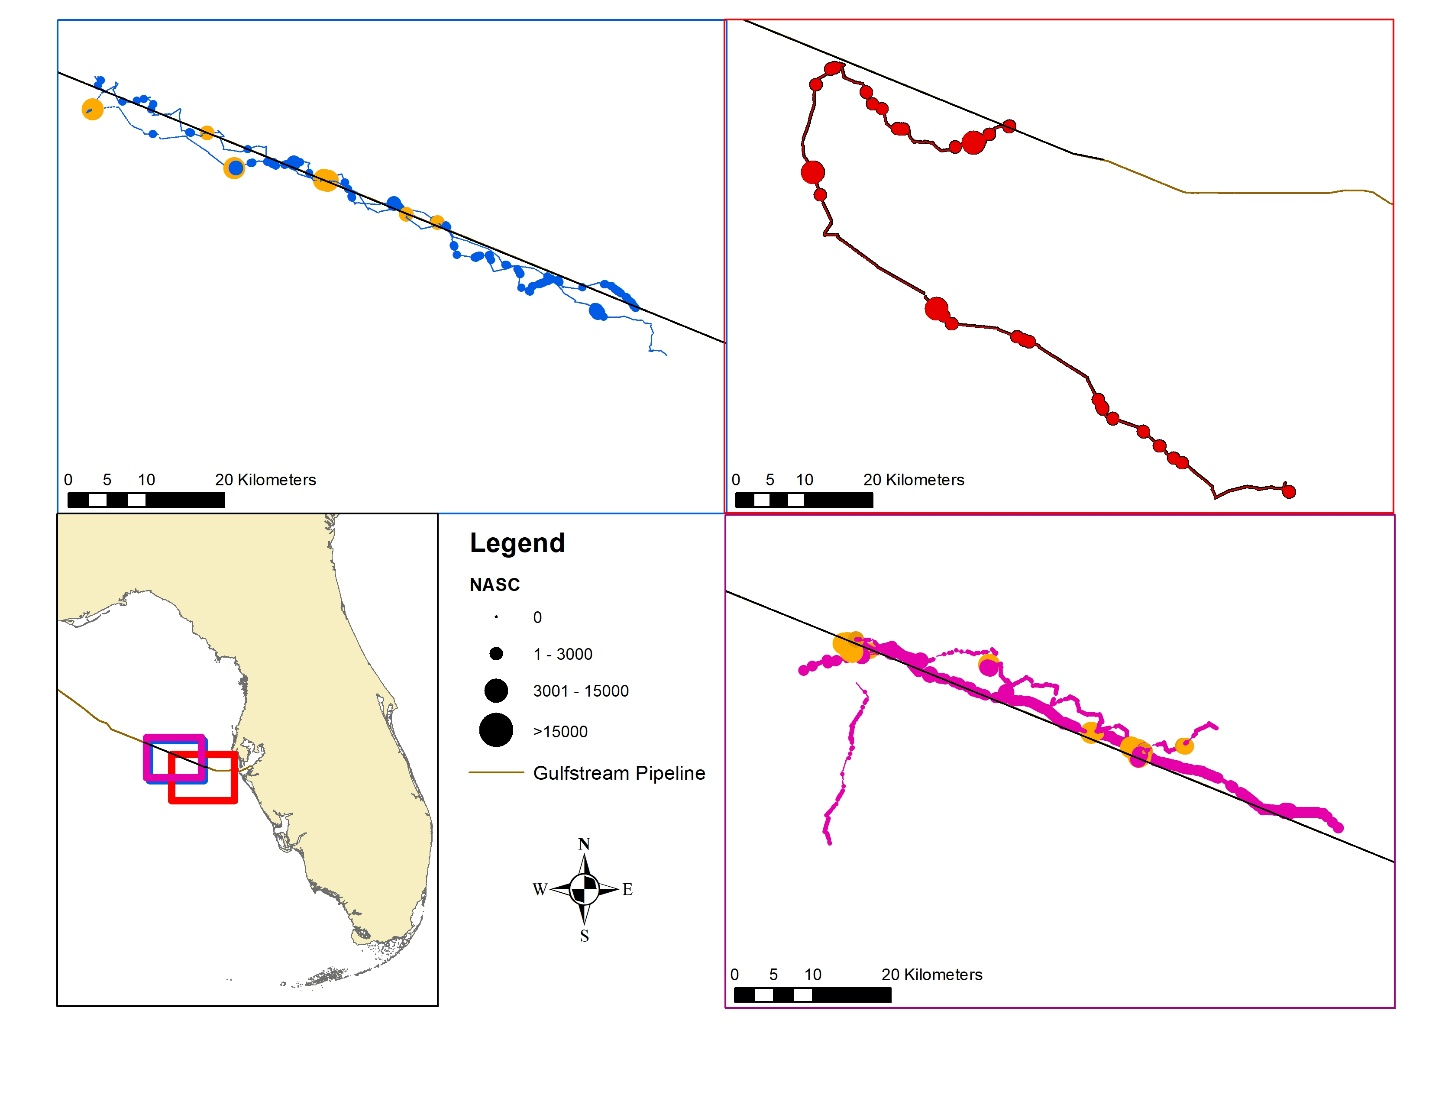 0 5 10 20 Kilometers
0 5 10 20 Kilometers
Legend
NASC
0
1 - 3000
3001 - 15000
>15000
Gulfstream Pipeline
N
W E
S
0 5 10 20 Kilometers